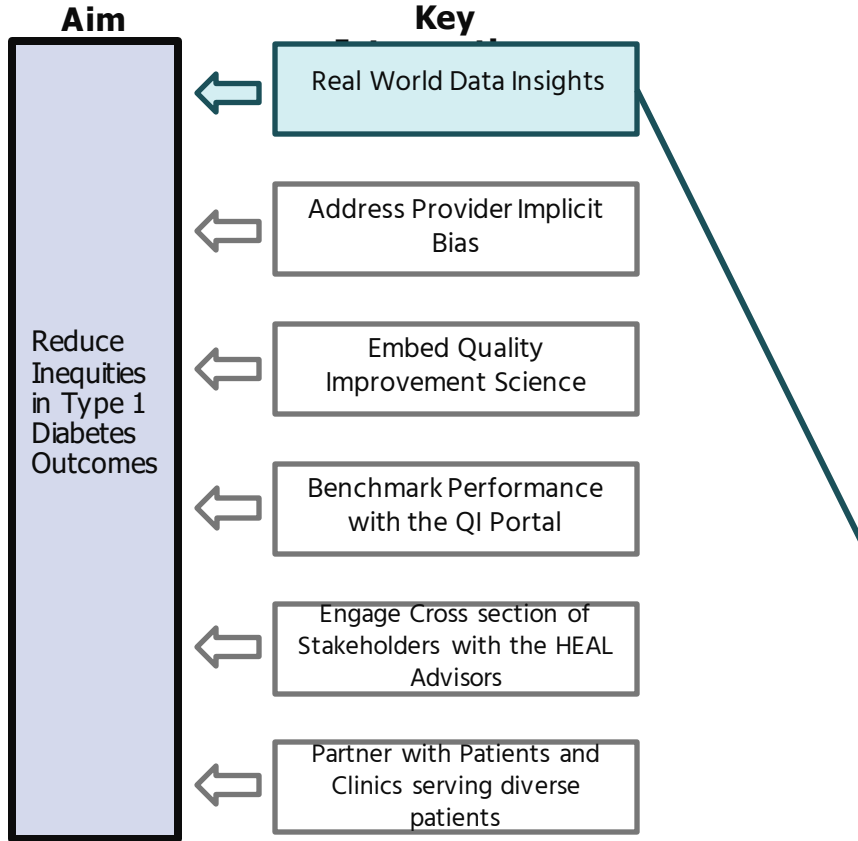 Aim
Key
Real World Data Insights
Address Provider Implicit
Bias
Embed Quality
Improvement Science
Reduce
Inequities
in Type 1
Diabetes
Outcomes
Benchmark Performance
with the QI Portal
Engage Cross section of
Stakeholders with the HEAL
Advisors
Partner with Patients and
Clinics serving diverse
patients